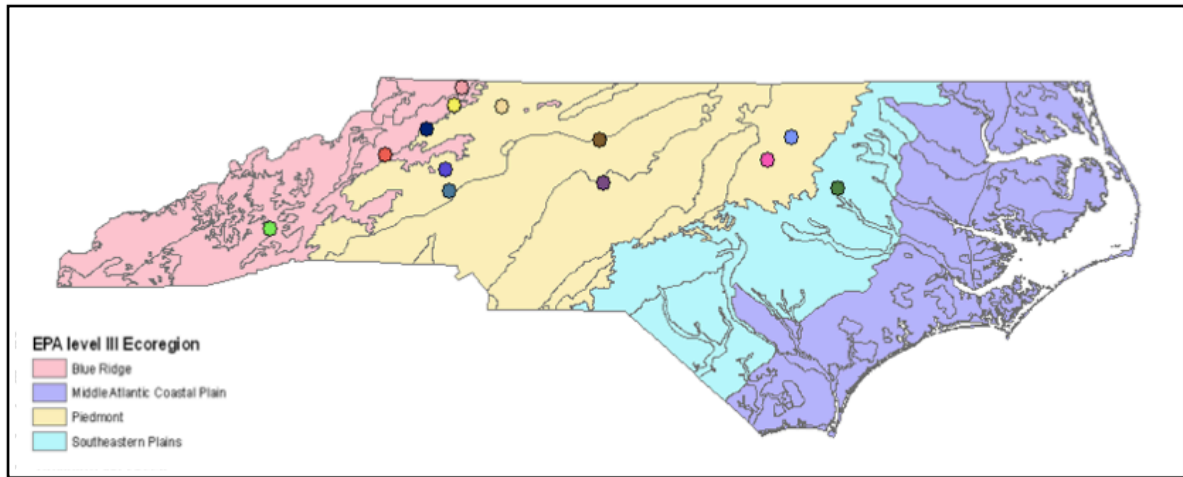 EPA level III Ecoregion
Blue Ridge
Middle Atlantic Coastal Plain
Piedmont
Southeastern Plains